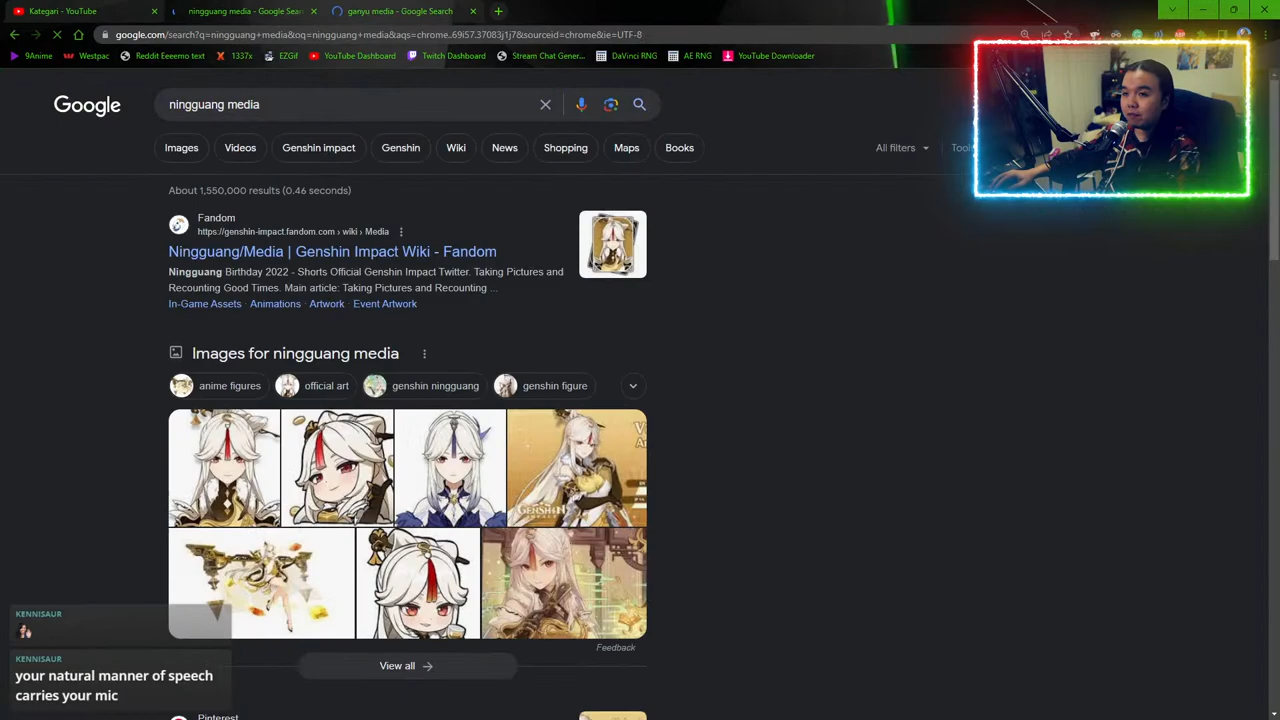 Kategari - YouTube
ningguang media - Google Sear
ganyu media - Google Search
google.com/search?q=ningguang+media&oq=ningguang+media&aqs=chrome..69i57.37083j1j7&sourceid=chrome&ie=UTF-8
9Anime
Westpac
Reddit Eeeemo text
1337x
EZGif
YouTube Dashboard
Twitch Dashboard
Stream Chat Gener...
DaVinci RNG
AE RNG
YouTube Downloader
Google
ningguang media
Images
Videos
Genshin impact
Genshin
Wiki
News
Shopping
Maps
Books
All filters
Tools
About 1,550,000 results (0.46 seconds)
Fandom
https://genshin-impact.fandom.com › wiki › Media
Ningguang/Media | Genshin Impact Wiki - Fandom
Ningguang Birthday 2022 - Shorts Official Genshin Impact Twitter. Taking Pictures and
Recounting Good Times. Main article: Taking Pictures and Recounting ...
In-Game Assets · Animations · Artwork · Event Artwork
Images for ningguang media
anime figures
official art
genshin ningguang
genshin figure
GENSHIN
IMPACT
Feedback
View all
KENNISAUR
KENNISAUR
your natural manner of speech
carries your mic
Pinterest